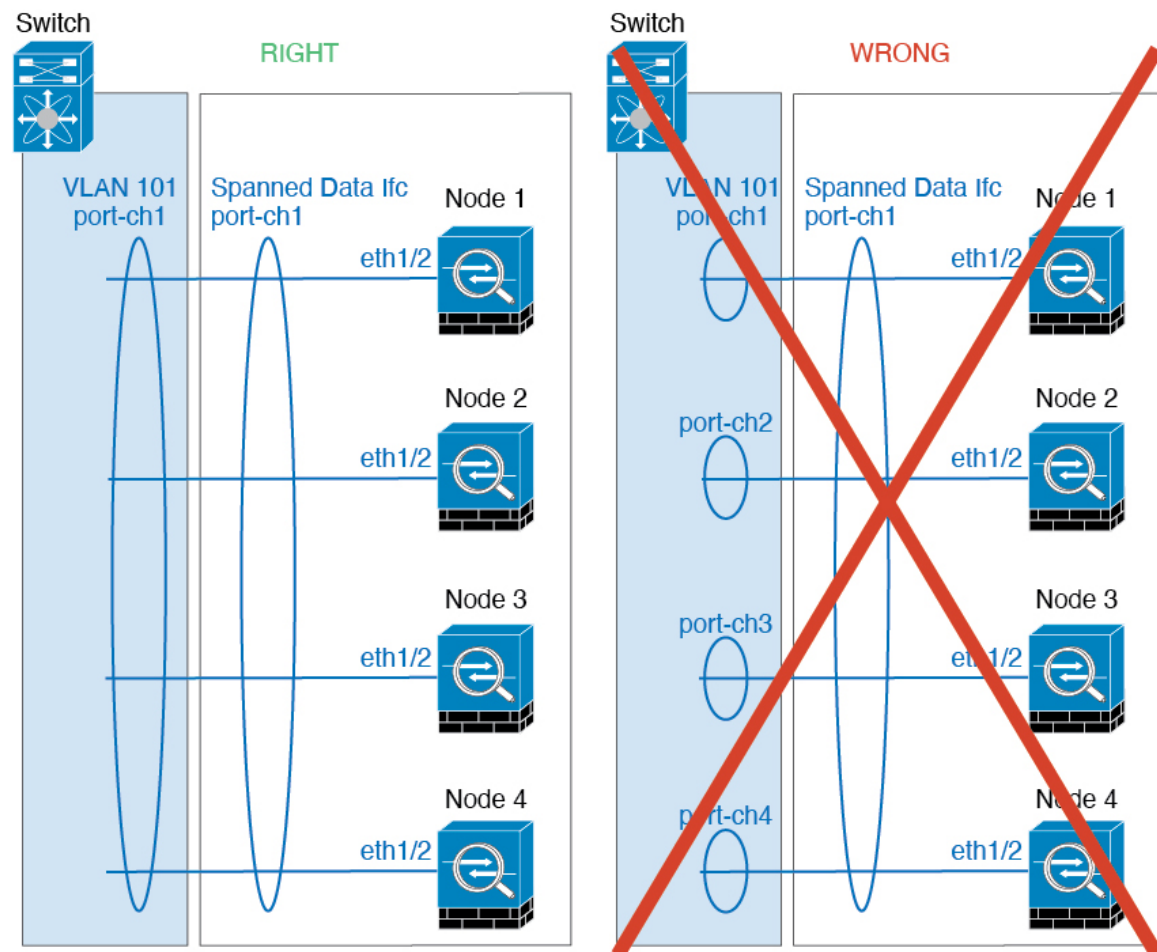 Switch
RIGHT
VLAN 101
port-ch1
Spanned Data Ifc
port-ch1
Node 1
eth1/2
Node 2
eth1/2
Node 3
eth1/2
Node 4
eth1/2
Switch
WRONG
VLAN 101
port-ch1
Spanned Data Ifc
port-ch1
Node 1
eth1/2
port-ch2
Node 2
eth1/2
port-ch3
Node 3
eth1/2
port-ch4
Node 4
eth1/2